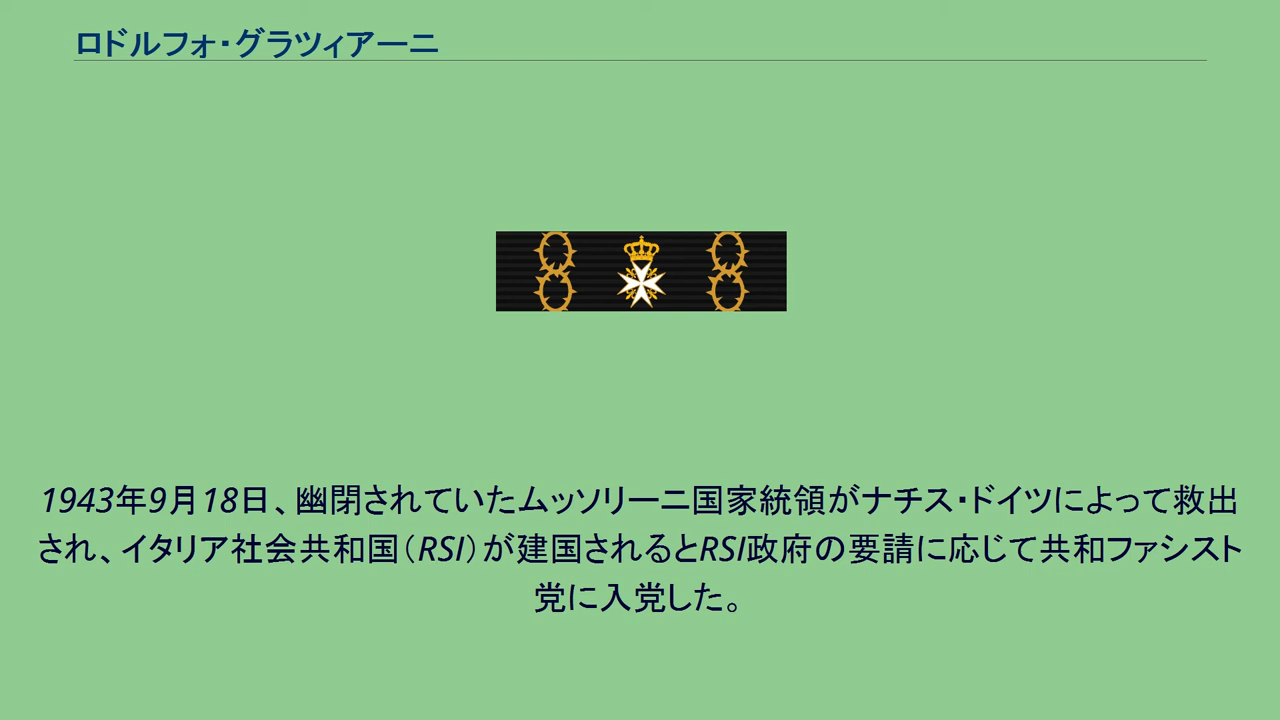 ロドルフォ・グラツィアーニ
1943年9月18日、幽閉されていたムッソリーニ国家統領がナチス・ドイツによって救出
され、イタリア社会共和国（RSI）が建国されるとRSI政府の要請に応じて共和ファシスト
党に入党した。